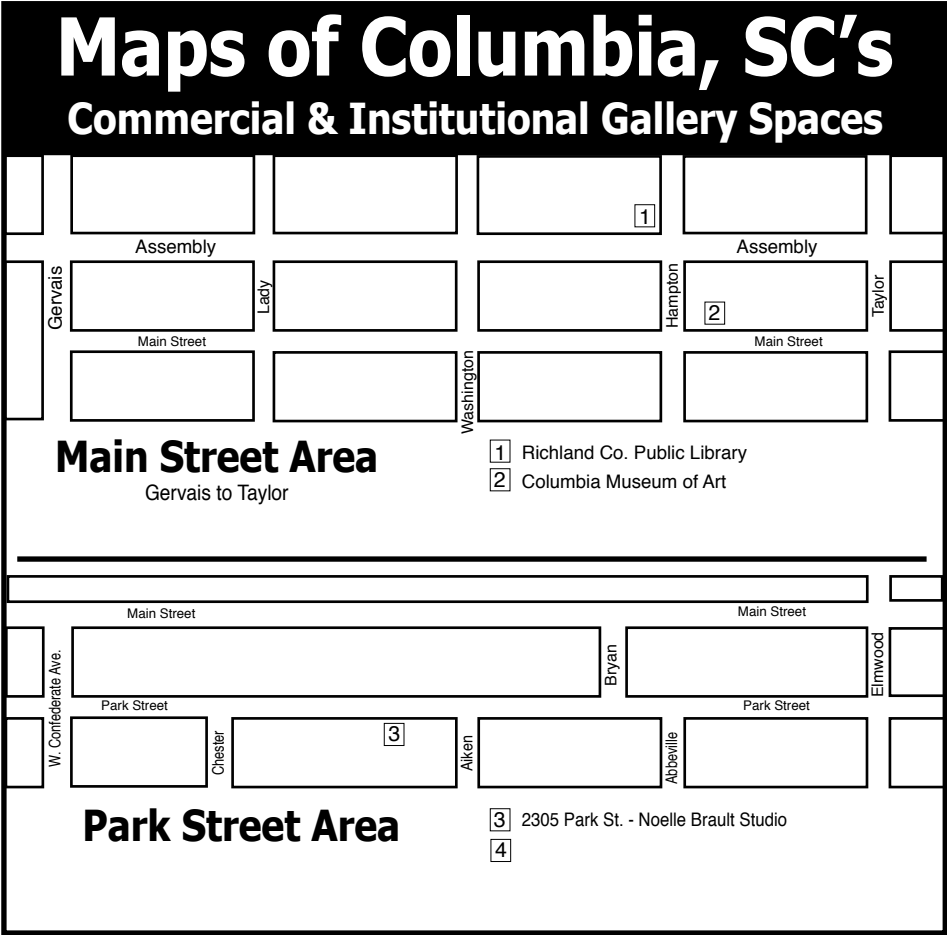 Maps of Columbia, SC's
Commercial & Institutional Gallery Spaces
1
Assembly
Assembly
Gervais
Lady
Hampton
Taylor
2
Main Street
Main Street
Washington
Main Street Area
Gervais to Taylor
1 Richland Co. Public Library
2 Columbia Museum of Art
Main Street
Main Street
W. Confederate Ave.
Bryan
Elmwood
Park Street
Park Street
Chester
3
Aiken
Abbeville
Park Street Area
3 2305 Park St. - Noelle Brault Studio
4